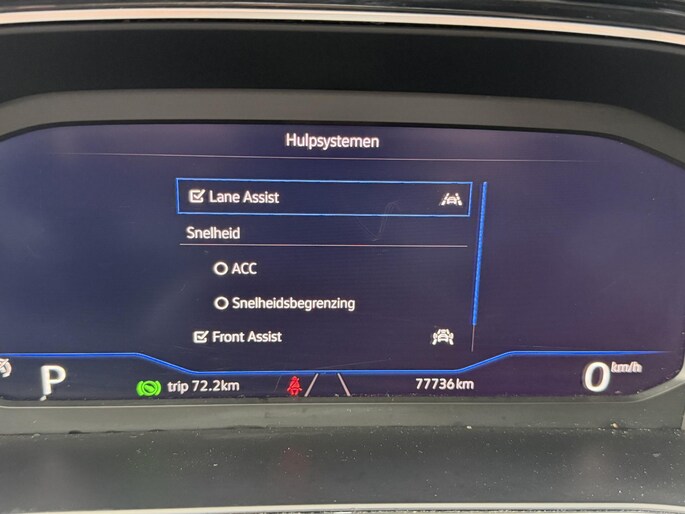 Hulpsystemen
Lane Assist
Snelheid
ACC
Snelheidsbegrenzing
Front Assist
P trip 72.2km 77736km 0 km/h